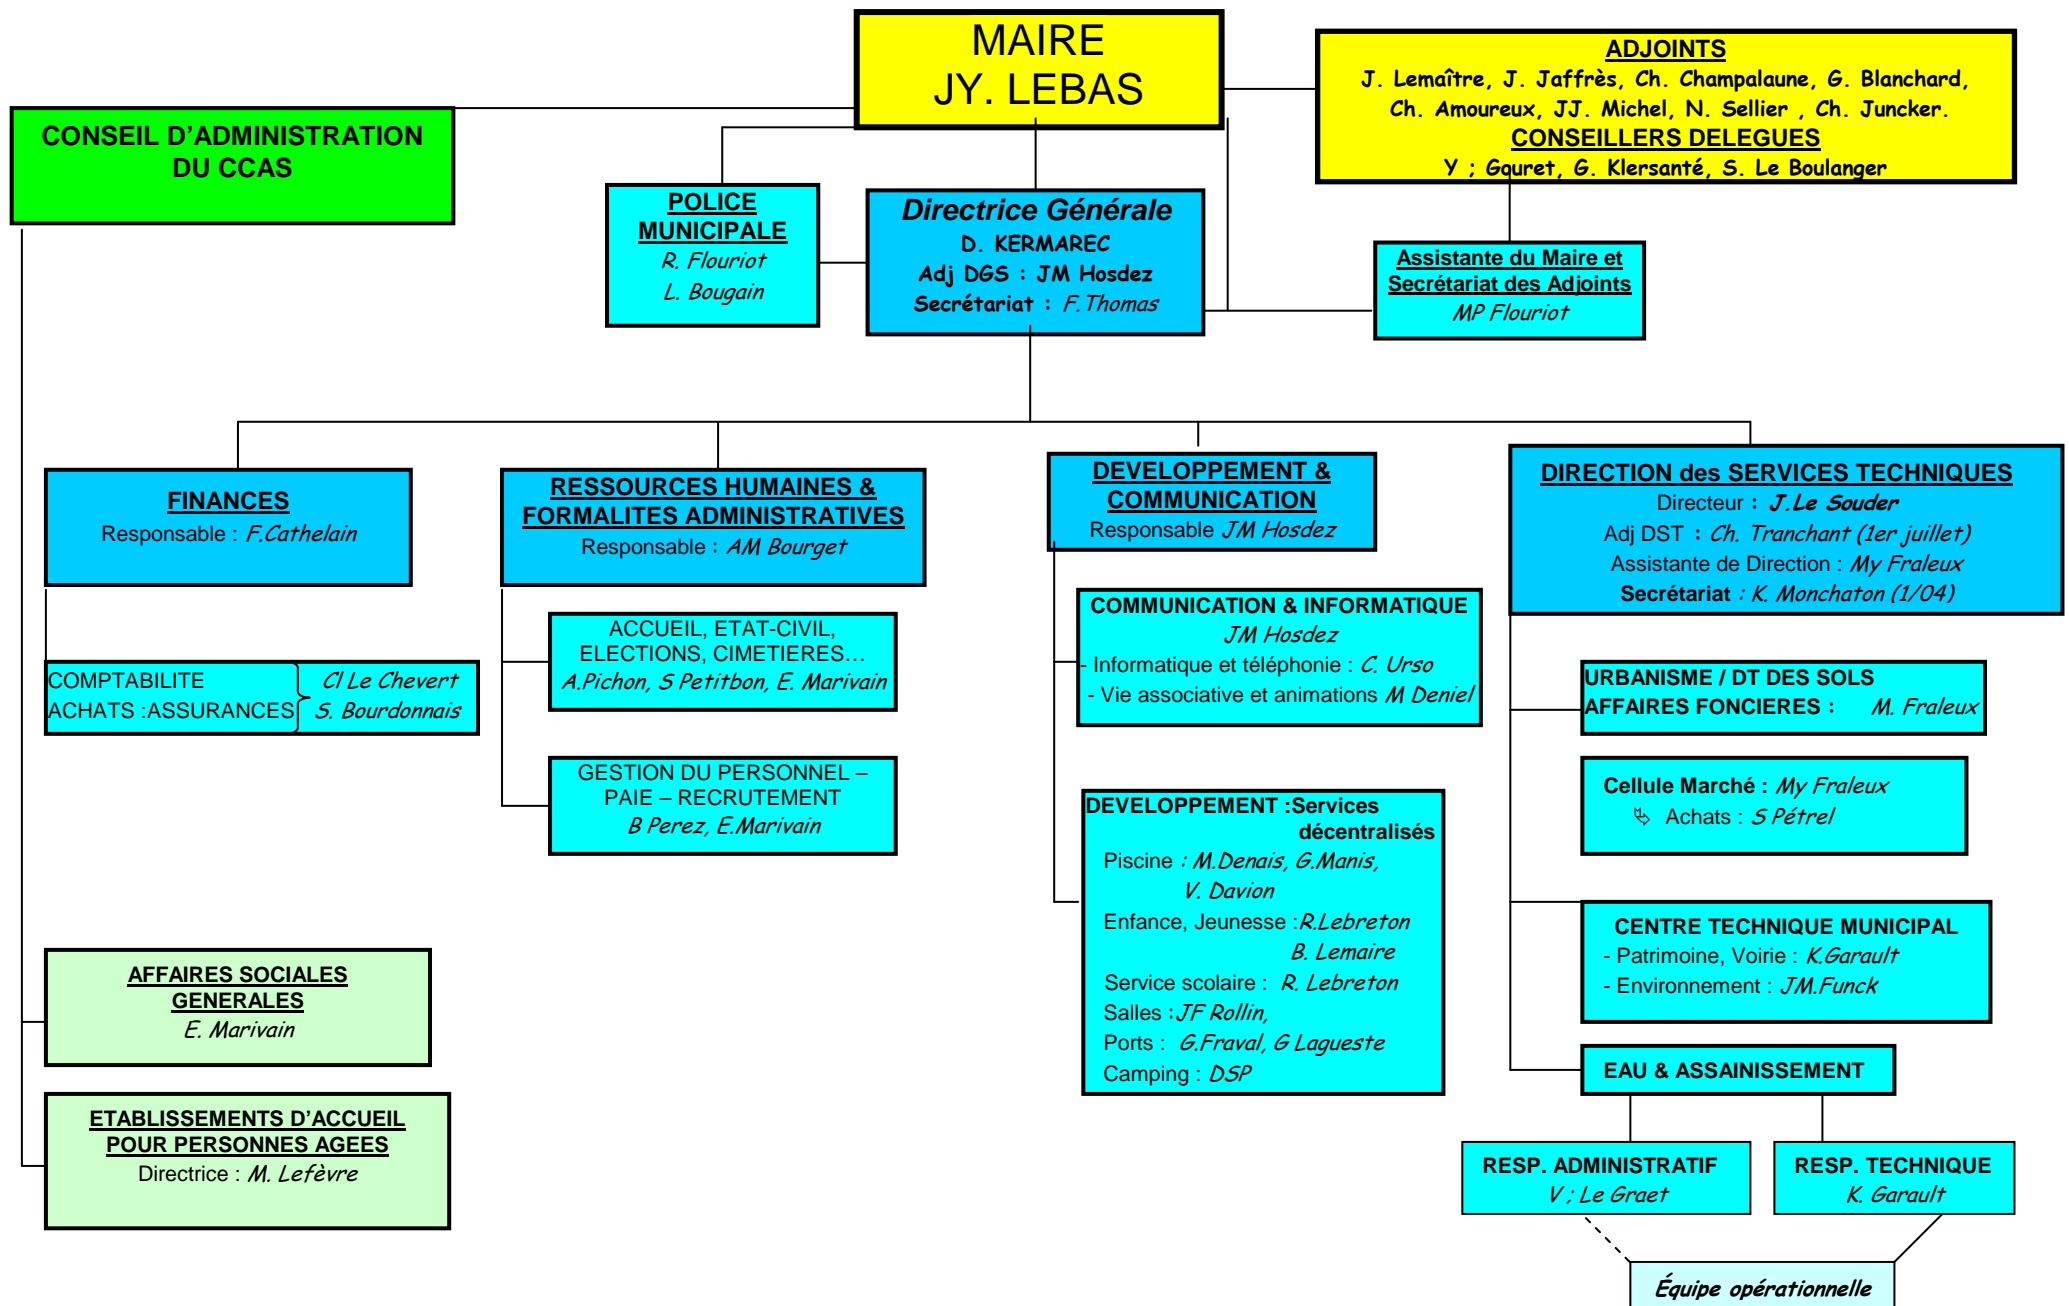 MAIRE
JY. LEBAS
ADJOINTS
J. Lemaître, J. Jaffrès, Ch. Champalaune, G. Blanchard,
Ch. Amoureux, JJ. Michel, N. Sellier , Ch. Juncker.
CONSEILLERS DELEGUES
Y ; Gouret, G. Klersanté, S. Le Boulanger
CONSEIL D’ADMINISTRATION
DU CCAS
POLICE
MUNICIPALE
R. Flouriot
L. Bougain
Directrice Générale
D. KERMAREC
Adj DGS : JM Hosdez
Secrétariat : F.Thomas
Assistante du Maire et
Secrétariat des Adjoints
MP Flouriot
FINANCES
Responsable : F.Cathelain
COMPTABILITE
ACHATS :ASSURANCES
Cl Le Chevert
S. Bourdonnais
RESSOURCES HUMAINES &
FORMALITES ADMINISTRATIVES
Responsable : AM Bourget
ACCUEIL, ETAT-CIVIL,
ELECTIONS, CIMETIERES…
A.Pichon, S Petitbon, E. Marivain
GESTION DU PERSONNEL –
PAIE – RECRUTEMENT
B Perez, E.Marivain
DEVELOPPEMENT &
COMMUNICATION
Responsable JM Hosdez
COMMUNICATION & INFORMATIQUE
JM Hosdez
- Informatique et téléphonie : C. Urso
- Vie associative et animations M Deniel
DEVELOPPEMENT :Services
décentralisés
Piscine : M.Denais, G.Manis,
V. Davion
Enfance, Jeunesse :R.Lebreton
B. Lemaire
Service scolaire : R. Lebreton
Salles :JF Rollin,
Ports : G.Fraval, G Lagueste
Camping : DSP
DIRECTION des SERVICES TECHNIQUES
Directeur : J.Le Souder
Adj DST : Ch. Tranchant (1er juillet)
Assistante de Direction : My Fraleux
Secrétariat : K. Monchaton (1/04)
URBANISME / DT DES SOLS
AFFAIRES FONCIERES : M. Fraleux
Cellule Marché : My Fraleux
↳ Achats : S Pétrel
CENTRE TECHNIQUE MUNICIPAL
- Patrimoine, Voirie : K.Garault
- Environnement : JM.Funck
EAU & ASSAINISSEMENT
RESP. ADMINISTRATIF
V ; Le Graet
RESP. TECHNIQUE
K. Garault
Équipe opérationnelle
AFFAIRES SOCIALES
GENERALES
E. Marivain
ETABLISSEMENTS D’ACCUEIL
POUR PERSONNES AGEES
Directrice : M. Lefèvre